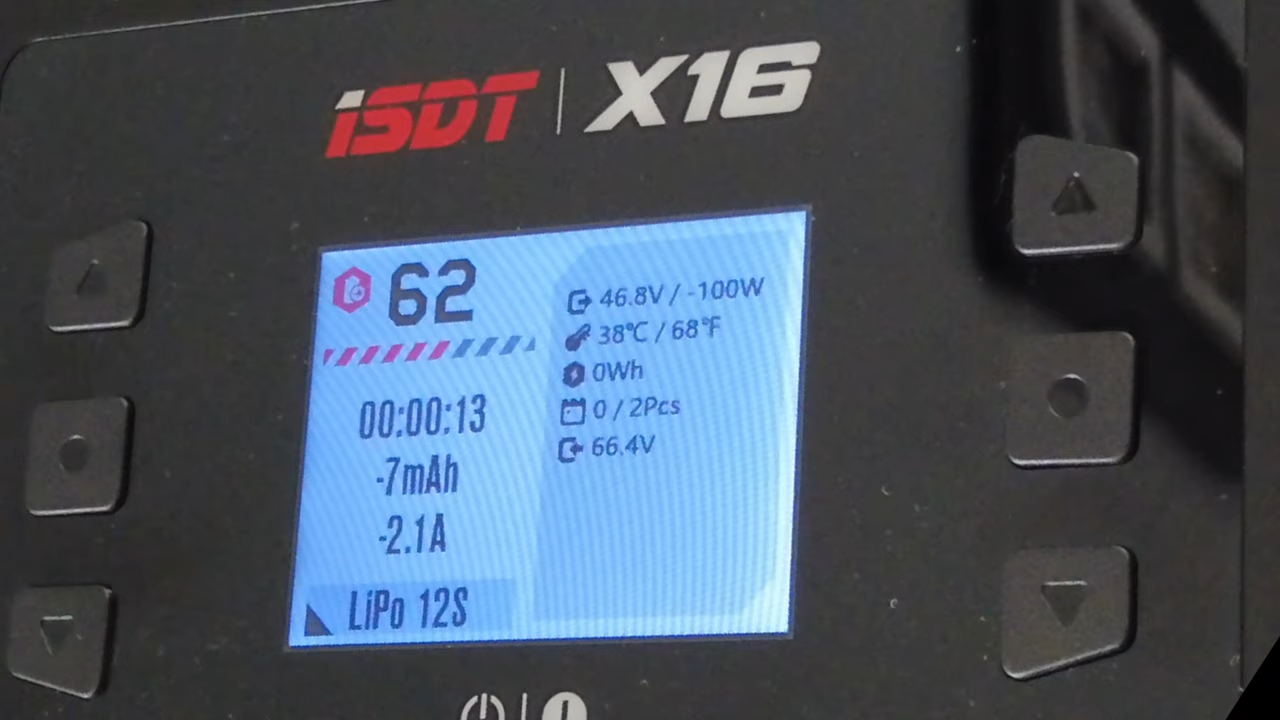 iSDT | X16
62
00:00:13
-7mAh
-2.1A
LiPo 12S
46.8V / -100W
38℃ / 68℉
0Wh
0 / 2Pcs
66.4V